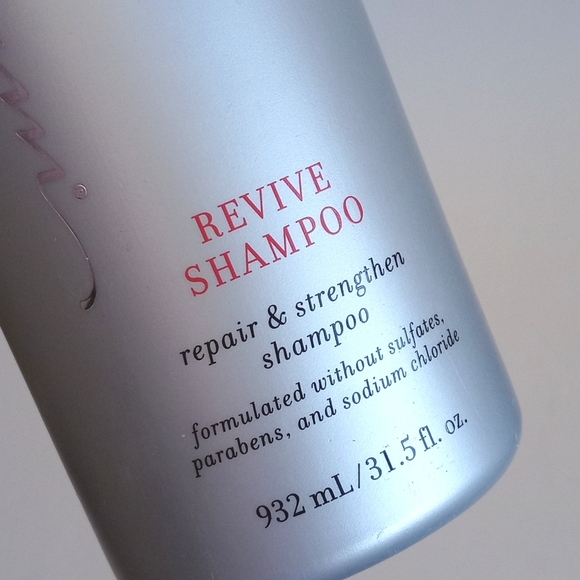 REVIVE
SHAMPOO
repair & strengthen
shampoo
formulated without sulfates,
parabens, and sodium chloride
932 mL/31.5 fl. oz.